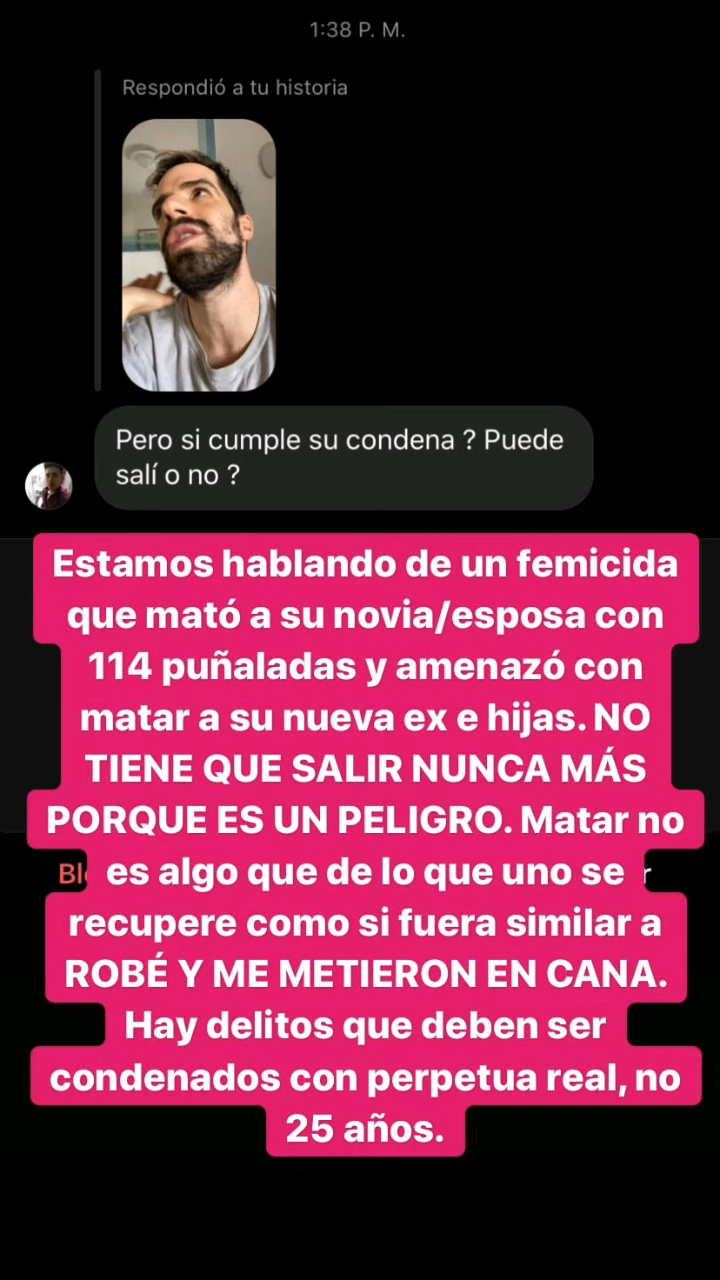 1:38 P. M.
Respondió a tu historia
Pero si cumple su condena ? Puede
salí o no ?
Estamos hablando de un femicida
que mató a su novia/esposa con
114 puñaladas y amenazó con
matar a su nueva ex e hijas. NO
TIENE QUE SALIR NUNCA MÁS
PORQUE ES UN PELIGRO. Matar no
es algo que de lo que uno se
recupere como si fuera similar a
ROBÉ Y ME METIERON EN CANA.
Hay delitos que deben ser
condenados con perpetua real, no
25 años.